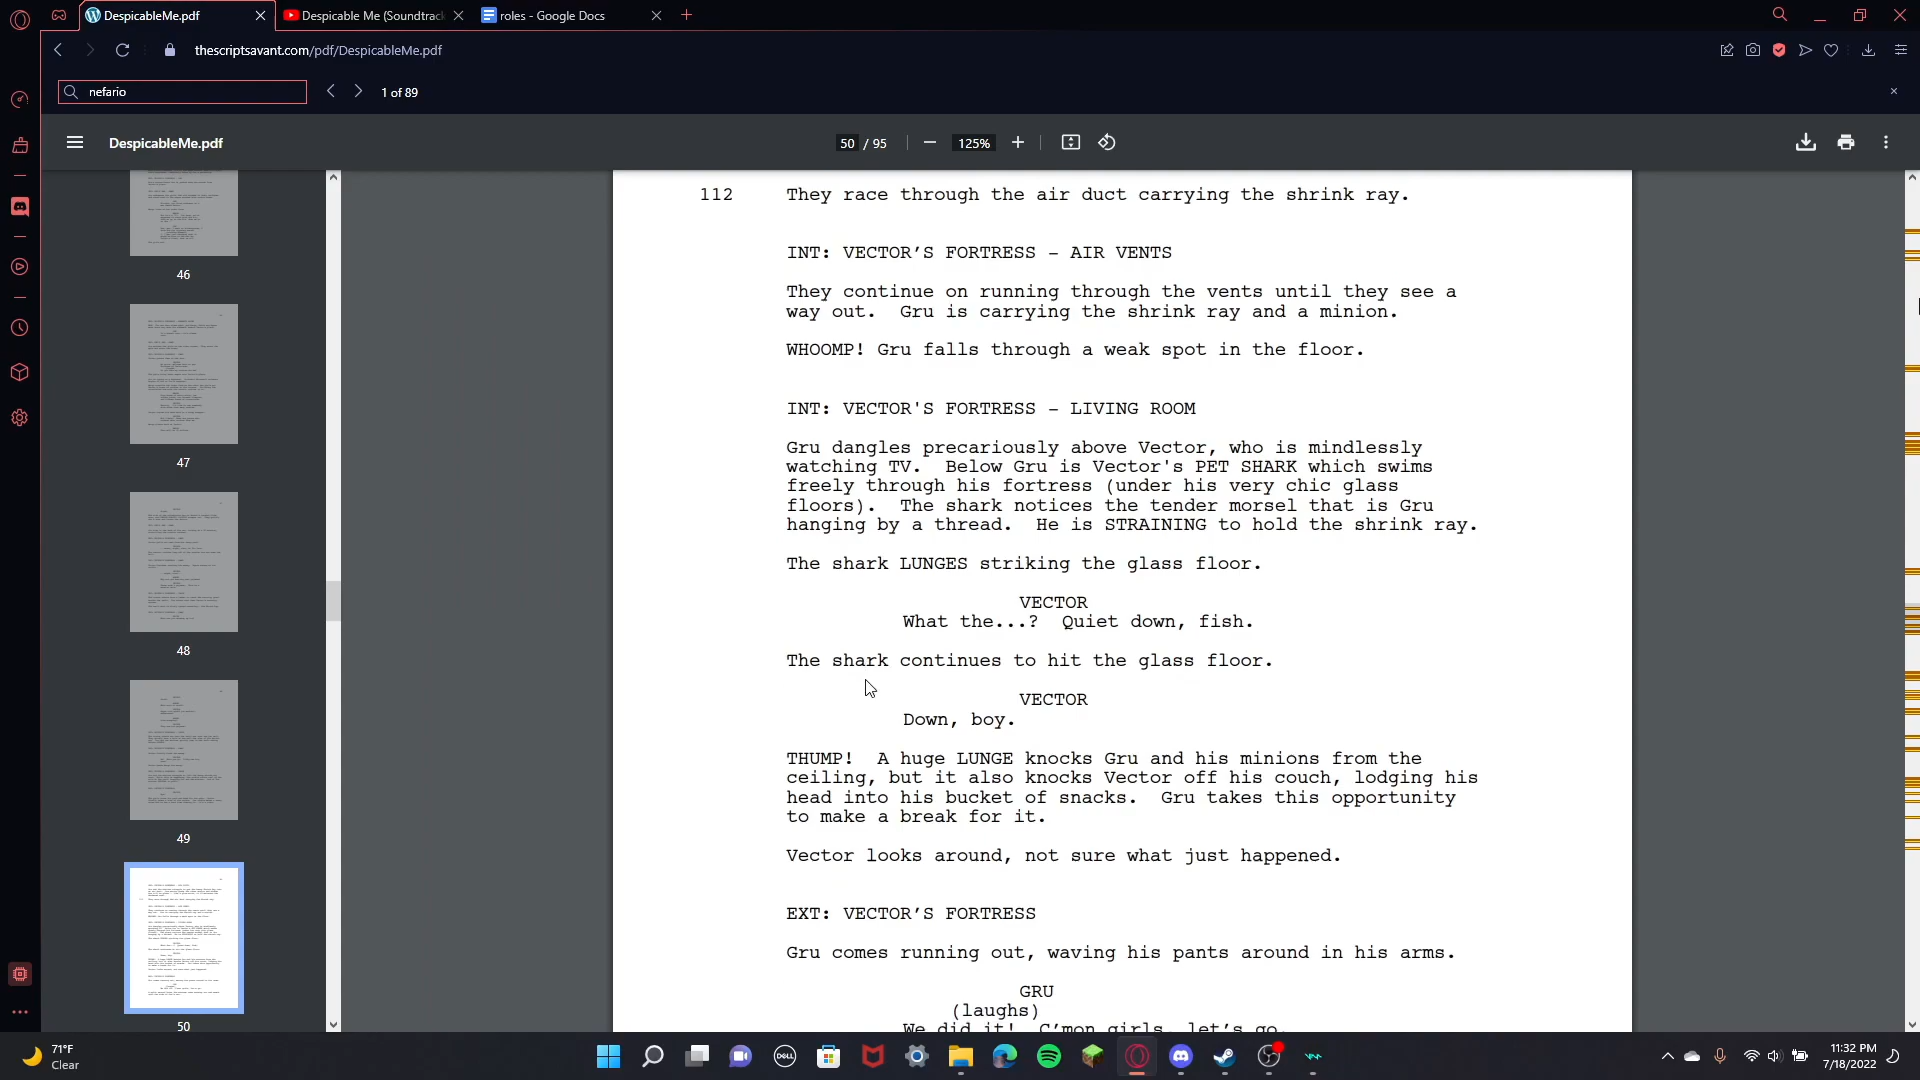 DespicableMe.pdf
Despicable Me (Soundtrack
roles - Google Docs
thescriptsavant.com/pdf/DespicableMe.pdf
nefario
1 of 89
DespicableMe.pdf
50 / 95
125%
46
47
48
49
50
112 They race through the air duct carrying the shrink ray.
INT: VECTOR’S FORTRESS – AIR VENTS
They continue on running through the vents until they see a
way out. Gru is carrying the shrink ray and a minion.
WHOOMP! Gru falls through a weak spot in the floor.
INT: VECTOR'S FORTRESS – LIVING ROOM
Gru dangles precariously above Vector, who is mindlessly
watching TV. Below Gru is Vector's PET SHARK which swims
freely through his fortress (under his very chic glass
floors). The shark notices the tender morsel that is Gru
hanging by a thread. He is STRAINING to hold the shrink ray.
The shark LUNGES striking the glass floor.
VECTOR
What the...? Quiet down, fish.
The shark continues to hit the glass floor.
VECTOR
Down, boy.
THUMP! A huge LUNGE knocks Gru and his minions from the
ceiling, but it also knocks Vector off his couch, lodging his
head into his bucket of snacks. Gru takes this opportunity
to make a break for it.
Vector looks around, not sure what just happened.
EXT: VECTOR’S FORTRESS
Gru comes running out, waving his pants around in his arms.
GRU
(laughs)
We did it! C’mon girls, let’s go.
71°F
Clear
DELL
11:32 PM
7/18/2022